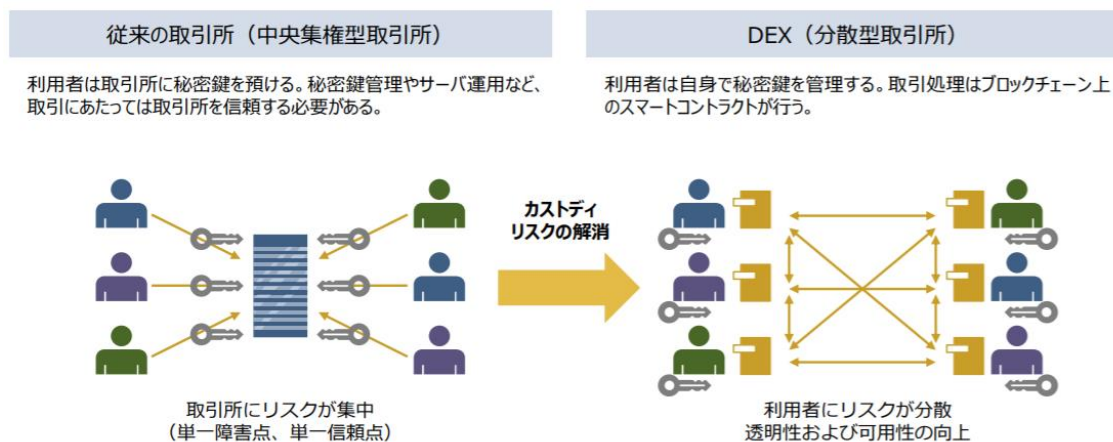 従来の取引所（中央集権型取引所）
利用者は取引所に秘密鍵を預ける。秘密鍵管理やサーバ運用など、
取引にあたっては取引所を信頼する必要がある。
取引所にリスクが集中
（単一障害点、単一信頼点）
カストディ
リスクの解消
DEX（分散型取引所）
利用者は自身で秘密鍵を管理する。取引処理はブロックチェーン上
のスマートコントラクトが行う。
利用者にリスクが分散
透明性および可用性の向上